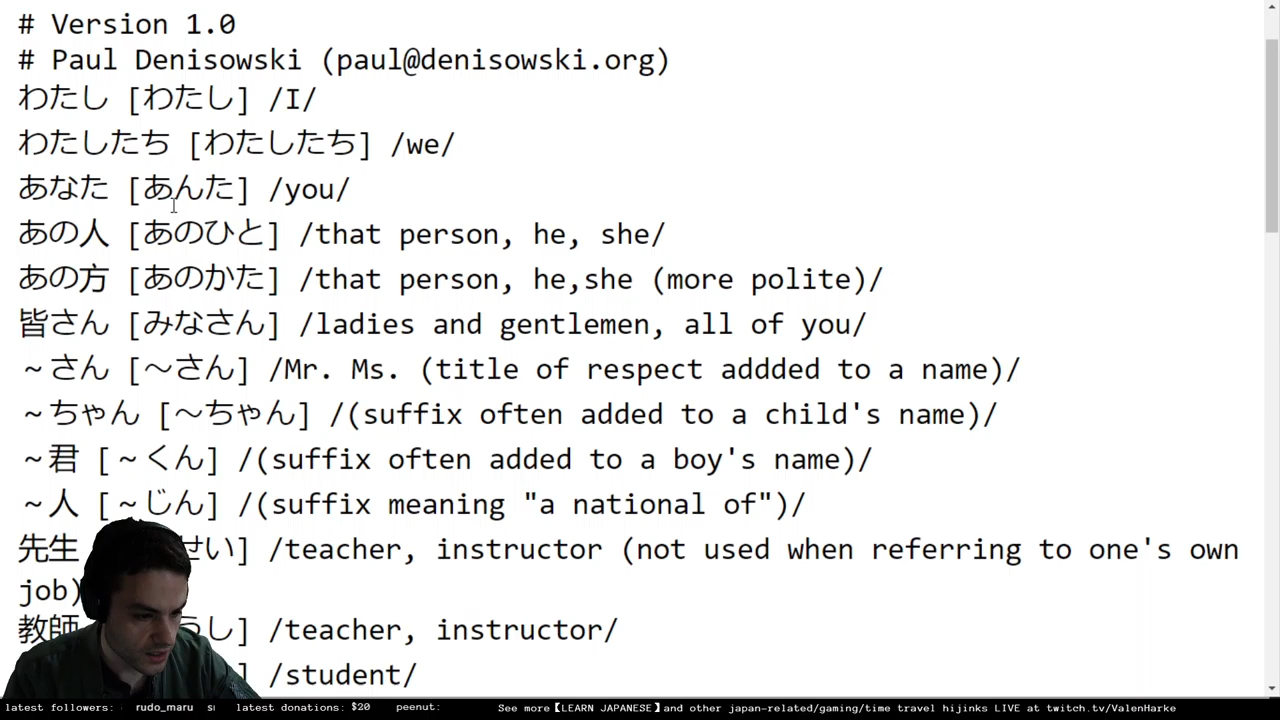 # Version 1.0
# Paul Denisowski (paul@denisowski.org)
わたし [わたし] /I/
わたしたち [わたしたち] /we/
あなた [あんた] /you/
あの人 [あのひと] /that person, he, she/
あの方 [あのかた] /that person, he,she (more polite)/
皆さん [みなさん] /ladies and gentlemen, all of you/
～さん [～さん] /Mr. Ms. (title of respect addded to a name)/
～ちゃん [～ちゃん] /(suffix often added to a child's name)/
～君 [～くん] /(suffix often added to a boy's name)/
～人 [～じん] /(suffix meaning "a national of")/
先生 せい] /teacher, instructor (not used when referring to one's own
job)
教師 うし] /teacher, instructor/
] /student/
latest followers: rudo_maru latest donations: $20 peenut: See more【LEARN JAPANESE】and other japan-related/gaming/time travel hijinks LIVE at twitch.tv/ValenHarke